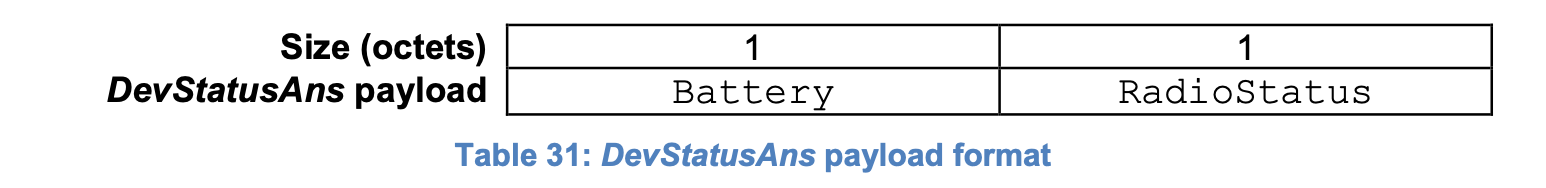 Size (octets) 1 1
DevStatusAns payload Battery RadioStatus
Table 31: DevStatusAns payload format